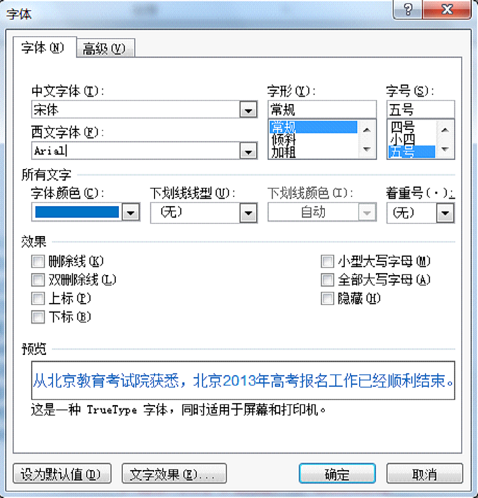 字体
字体(N) 高级(V)
中文字体(T): 字形(Y): 字号(S):
宋体 常规 五号
西文字体(F): 常规 四号
Arial 倾斜 小四
加粗 五号
所有文字
字体颜色(C): 下划线线型(U): 下划线颜色(I): 着重号(·):
(无) 自动 (无)
效果
删除线(K) 小型大写字母(M)
双删除线(L) 全部大写字母(A)
上标(P) 隐藏(H)
下标(B)
预览
从北京教育考试院获悉，北京2013年高考报名工作已经顺利结束。
这是一种 TrueType 字体，同时适用于屏幕和打印机。
设为默认值(D) 文字效果(E)... 确定 取消